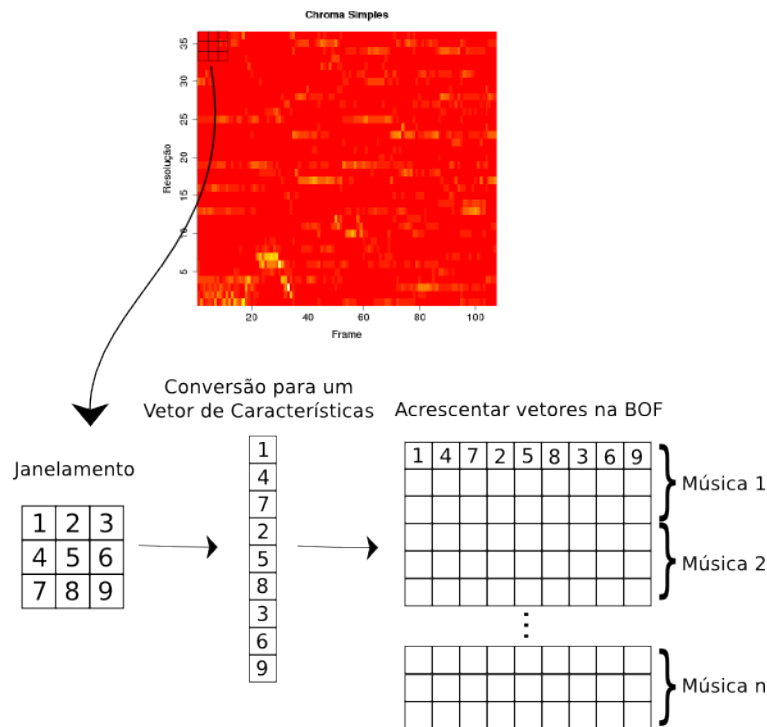 Chroma Simples
35
30
25
20
15
10
5
Resolução
20 40 60 80 100
Frame
Conversão para um
Vetor de Característícas
Acrescentar vetores na BOF
Janelamento
1 2 3
4 5 6
7 8 9
1
4
7
2
5
8
3
6
9
1 4 7 2 5 8 3 6 9
Música 1
Música 2
...
Música n